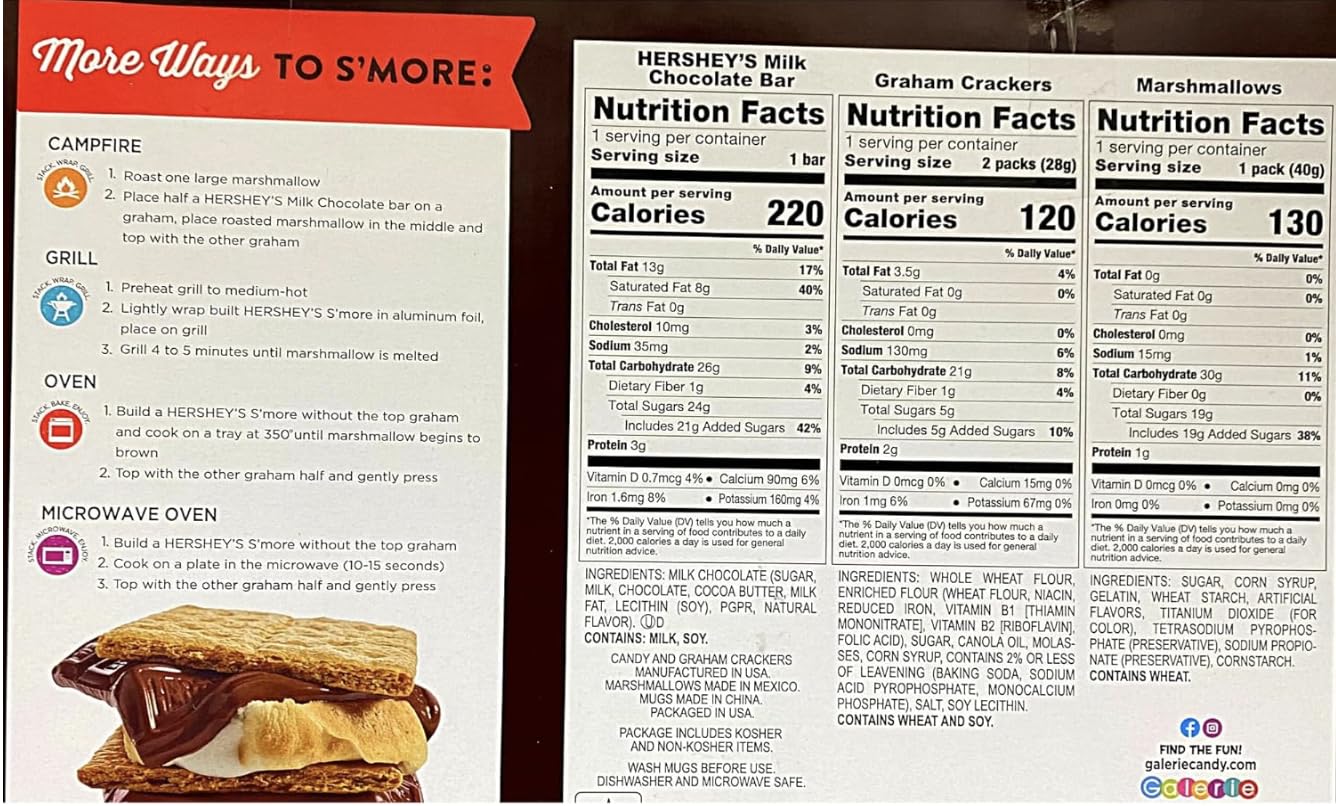 More Ways TO S'MORE:
CAMPFIRE
STACK, WRAP, GRILL
1. Roast one large marshmallow
2. Place half a HERSHEY'S Milk Chocolate bar on a
graham, place roasted marshmallow in the middle and
top with the other graham
GRILL
STACK, WRAP, GRILL
1. Preheat grill to medium-hot
2. Lightly wrap built HERSHEY'S S'more in aluminum foil,
place on grill
3. Grill 4 to 5 minutes until marshmallow is melted
OVEN
STACK, BAKE, ENJOY
1. Build a HERSHEY'S S'more without the top graham
and cook on a tray at 350° until marshmallow begins to
brown
2. Top with the other graham half and gently press
MICROWAVE OVEN
STACK, MICROWAVE, ENJOY
1. Build a HERSHEY'S S'more without the top graham
2. Cook on a plate in the microwave (10-15 seconds)
3. Top with the other graham half and gently press
HERSHEY'S Milk
Chocolate Bar
Nutrition Facts
1 serving per container
Serving size 1 bar
Amount per serving
Calories 220
% Daily Value*
Total Fat 13g 17%
Saturated Fat 8g 40%
Trans Fat 0g
Cholesterol 10mg 3%
Sodium 35mg 2%
Total Carbohydrate 26g 9%
Dietary Fiber 1g 4%
Total Sugars 24g
Includes 21g Added Sugars 42%
Protein 3g
Vitamin D 0.7mcg 4% • Calcium 90mg 6%
Iron 1.6mg 8% • Potassium 160mg 4%
*The % Daily Value (DV) tells you how much a
nutrient in a serving of food contributes to a daily
diet. 2,000 calories a day is used for general
nutrition advice.
INGREDIENTS: MILK CHOCOLATE (SUGAR,
MILK, CHOCOLATE, COCOA BUTTER, MILK
FAT, LECITHIN (SOY), PGPR, NATURAL
FLAVOR). ⓊD
CONTAINS: MILK, SOY.
CANDY AND GRAHAM CRACKERS
MANUFACTURED IN USA.
MARSHMALLOWS MADE IN MEXICO.
MUGS MADE IN CHINA.
PACKAGED IN USA.
PACKAGE INCLUDES KOSHER
AND NON-KOSHER ITEMS.
WASH MUGS BEFORE USE.
DISHWASHER AND MICROWAVE SAFE.
Graham Crackers
Nutrition Facts
1 serving per container
Serving size 2 packs (28g)
Amount per serving
Calories 120
% Daily Value*
Total Fat 3.5g 4%
Saturated Fat 0g 0%
Trans Fat 0g
Cholesterol 0mg 0%
Sodium 130mg 6%
Total Carbohydrate 21g 8%
Dietary Fiber 1g 4%
Total Sugars 5g
Includes 5g Added Sugars 10%
Protein 2g
Vitamin D 0mcg 0% • Calcium 15mg 0%
Iron 1mg 6% • Potassium 67mg 0%
*The % Daily Value (DV) tells you how much a
nutrient in a serving of food contributes to a daily
diet. 2,000 calories a day is used for general
nutrition advice.
INGREDIENTS: WHOLE WHEAT FLOUR,
ENRICHED FLOUR (WHEAT FLOUR, NIACIN,
REDUCED IRON, VITAMIN B1 [THIAMIN
MONONITRATE], VITAMIN B2 [RIBOFLAVIN],
FOLIC ACID), SUGAR, CANOLA OIL, MOLAS-
SES, CORN SYRUP, CONTAINS 2% OR LESS
OF LEAVENING (BAKING SODA, SODIUM
ACID PYROPHOSPHATE, MONOCALCIUM
PHOSPHATE), SALT, SOY LECITHIN.
CONTAINS WHEAT AND SOY.
Marshmallows
Nutrition Facts
1 serving per container
Serving size 1 pack (40g)
Amount per serving
Calories 130
% Daily Value*
Total Fat 0g 0%
Saturated Fat 0g 0%
Trans Fat 0g
Cholesterol 0mg 0%
Sodium 15mg 1%
Total Carbohydrate 30g 11%
Dietary Fiber 0g 0%
Total Sugars 19g
Includes 19g Added Sugars 38%
Protein 1g
Vitamin D 0mcg 0% • Calcium 0mg 0%
Iron 0mg 0% • Potassium 0mg 0%
*The % Daily Value (DV) tells you how much a
nutrient in a serving of food contributes to a daily
diet. 2,000 calories a day is used for general
nutrition advice.
INGREDIENTS: SUGAR, CORN SYRUP,
GELATIN, WHEAT STARCH, ARTIFICIAL
FLAVORS, TITANIUM DIOXIDE (FOR
COLOR), TETRASODIUM PYROPHOS-
PHATE (PRESERVATIVE), SODIUM PROPIO-
NATE (PRESERVATIVE), CORNSTARCH.
CONTAINS WHEAT.
FIND THE FUN!
galeriecandy.com
Galerie